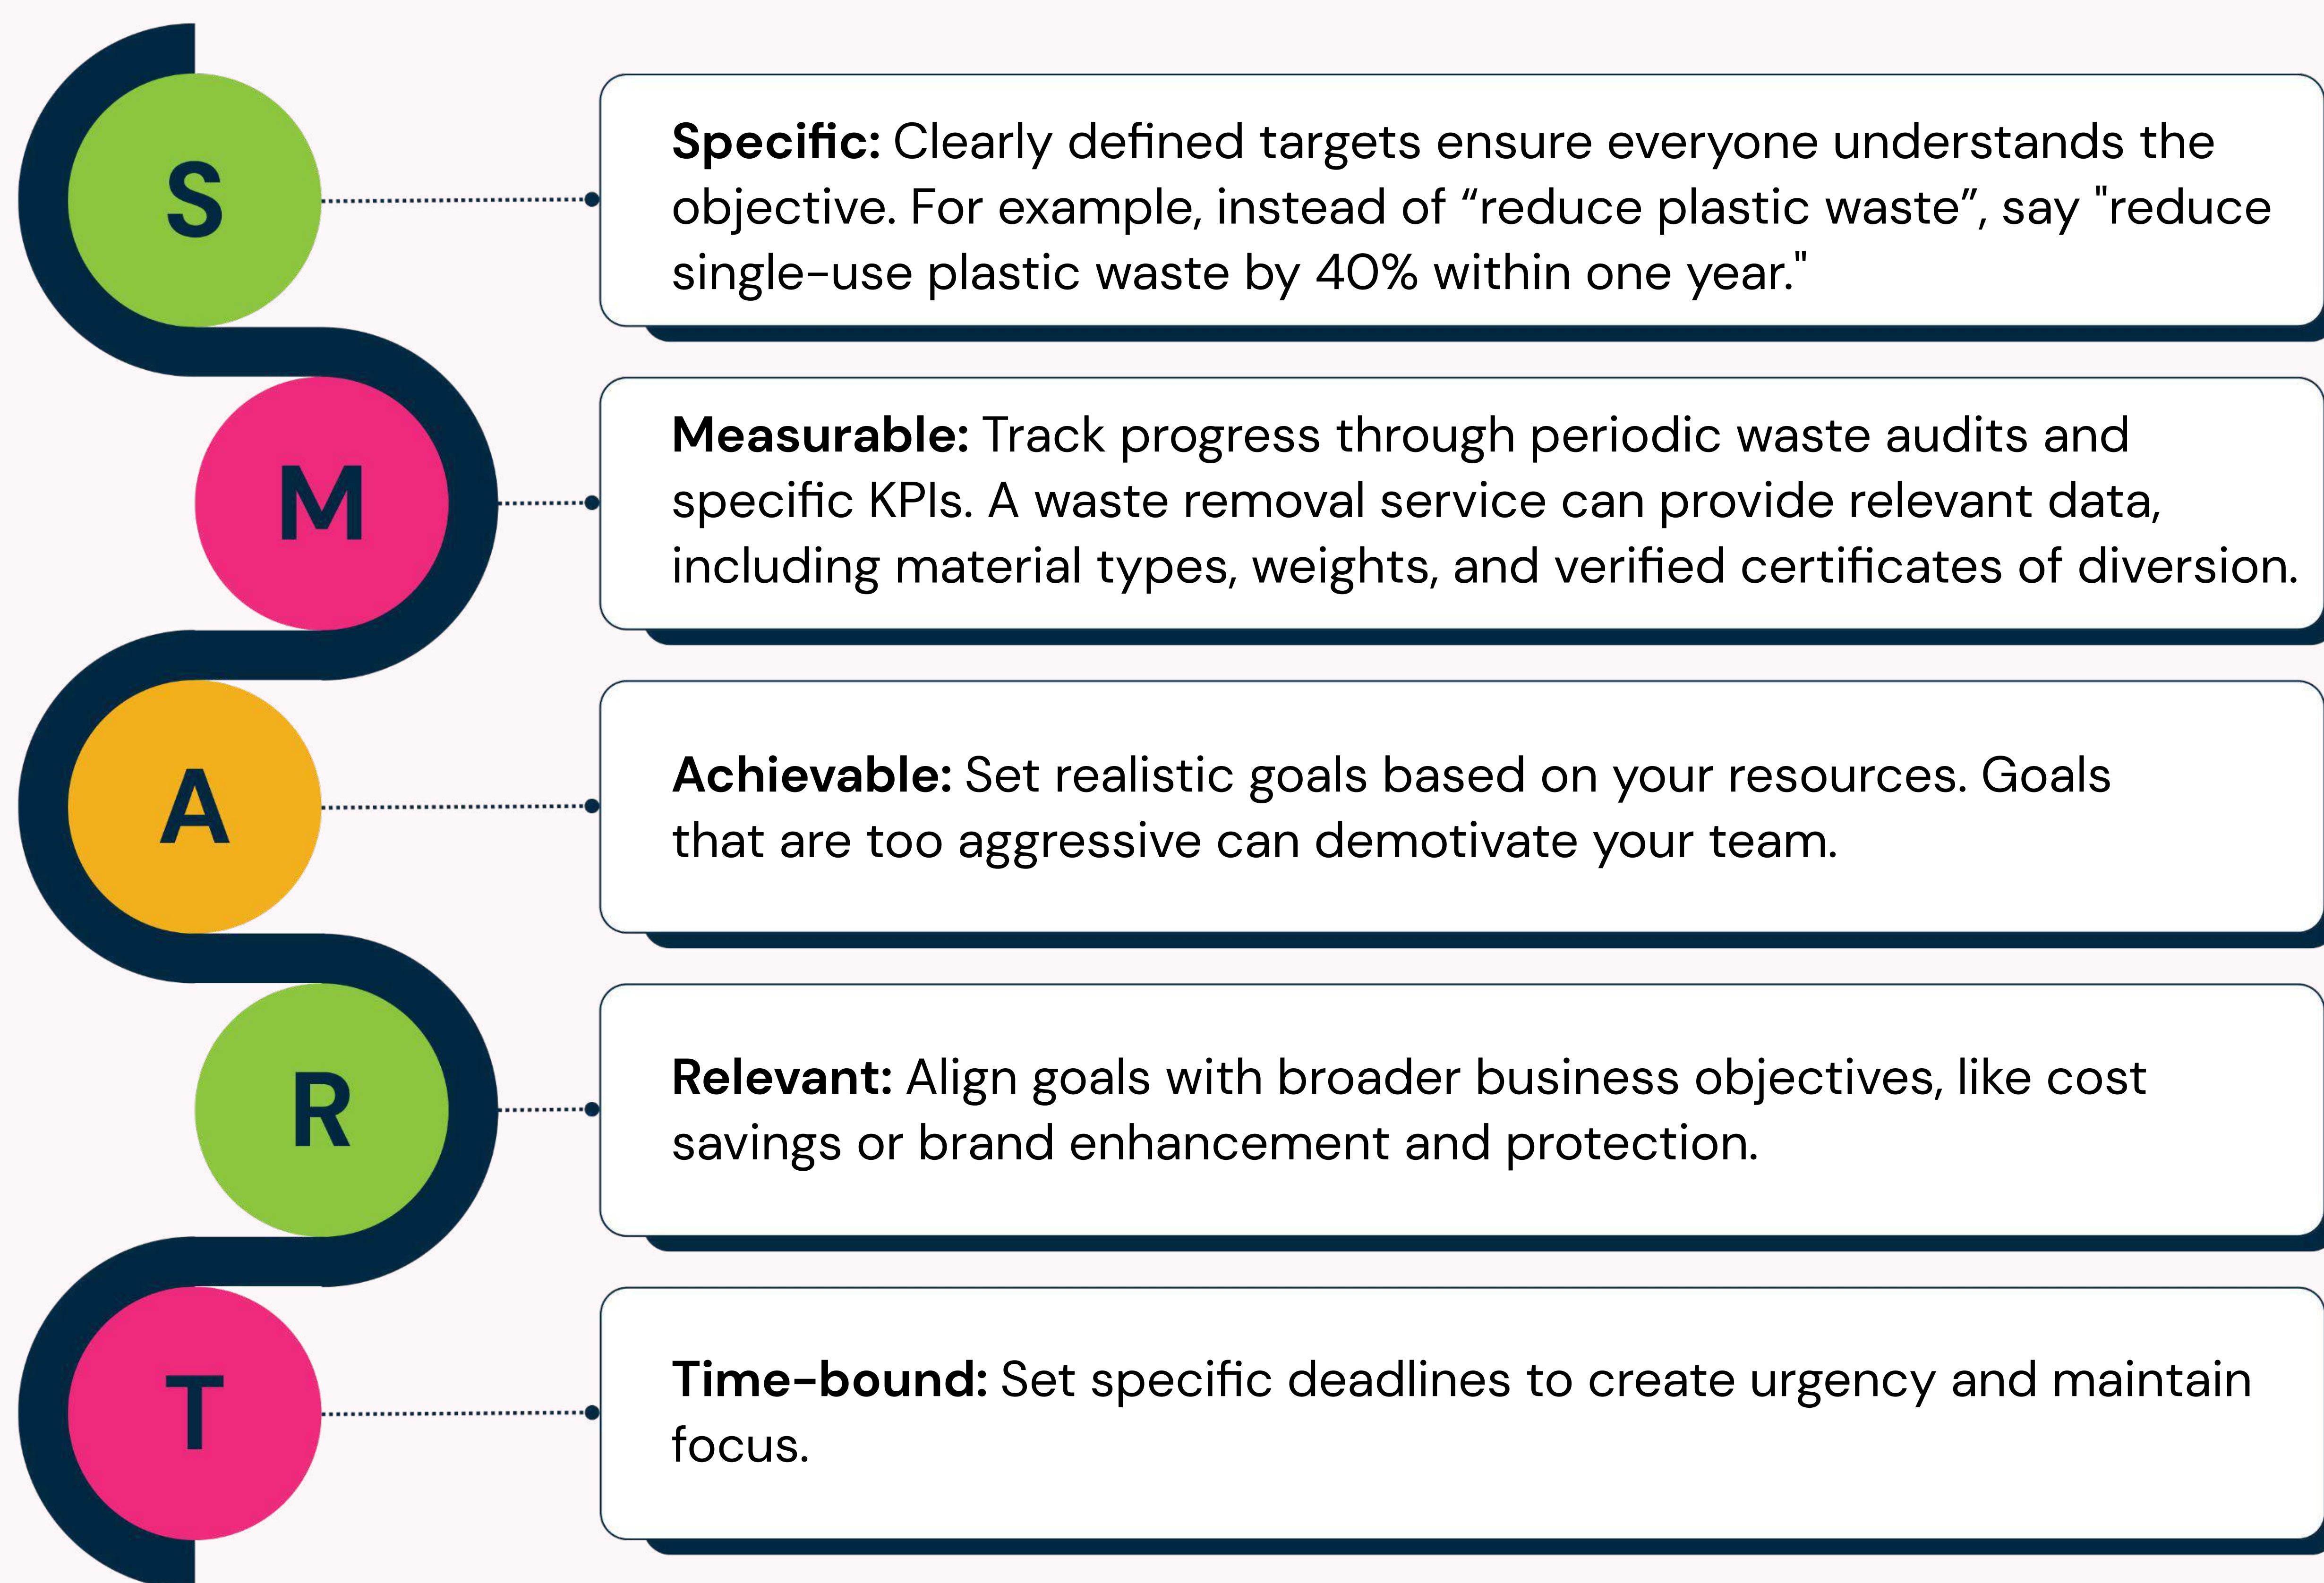 S
Specific: Clearly defined targets ensure everyone understands the
objective. For example, instead of “reduce plastic waste”, say "reduce
single-use plastic waste by 40% within one year."
M
Measurable: Track progress through periodic waste audits and
specific KPIs. A waste removal service can provide relevant data,
including material types, weights, and verified certificates of diversion.
A
Achievable: Set realistic goals based on your resources. Goals
that are too aggressive can demotivate your team.
R
Relevant: Align goals with broader business objectives, like cost
savings or brand enhancement and protection.
T
Time-bound: Set specific deadlines to create urgency and maintain
focus.